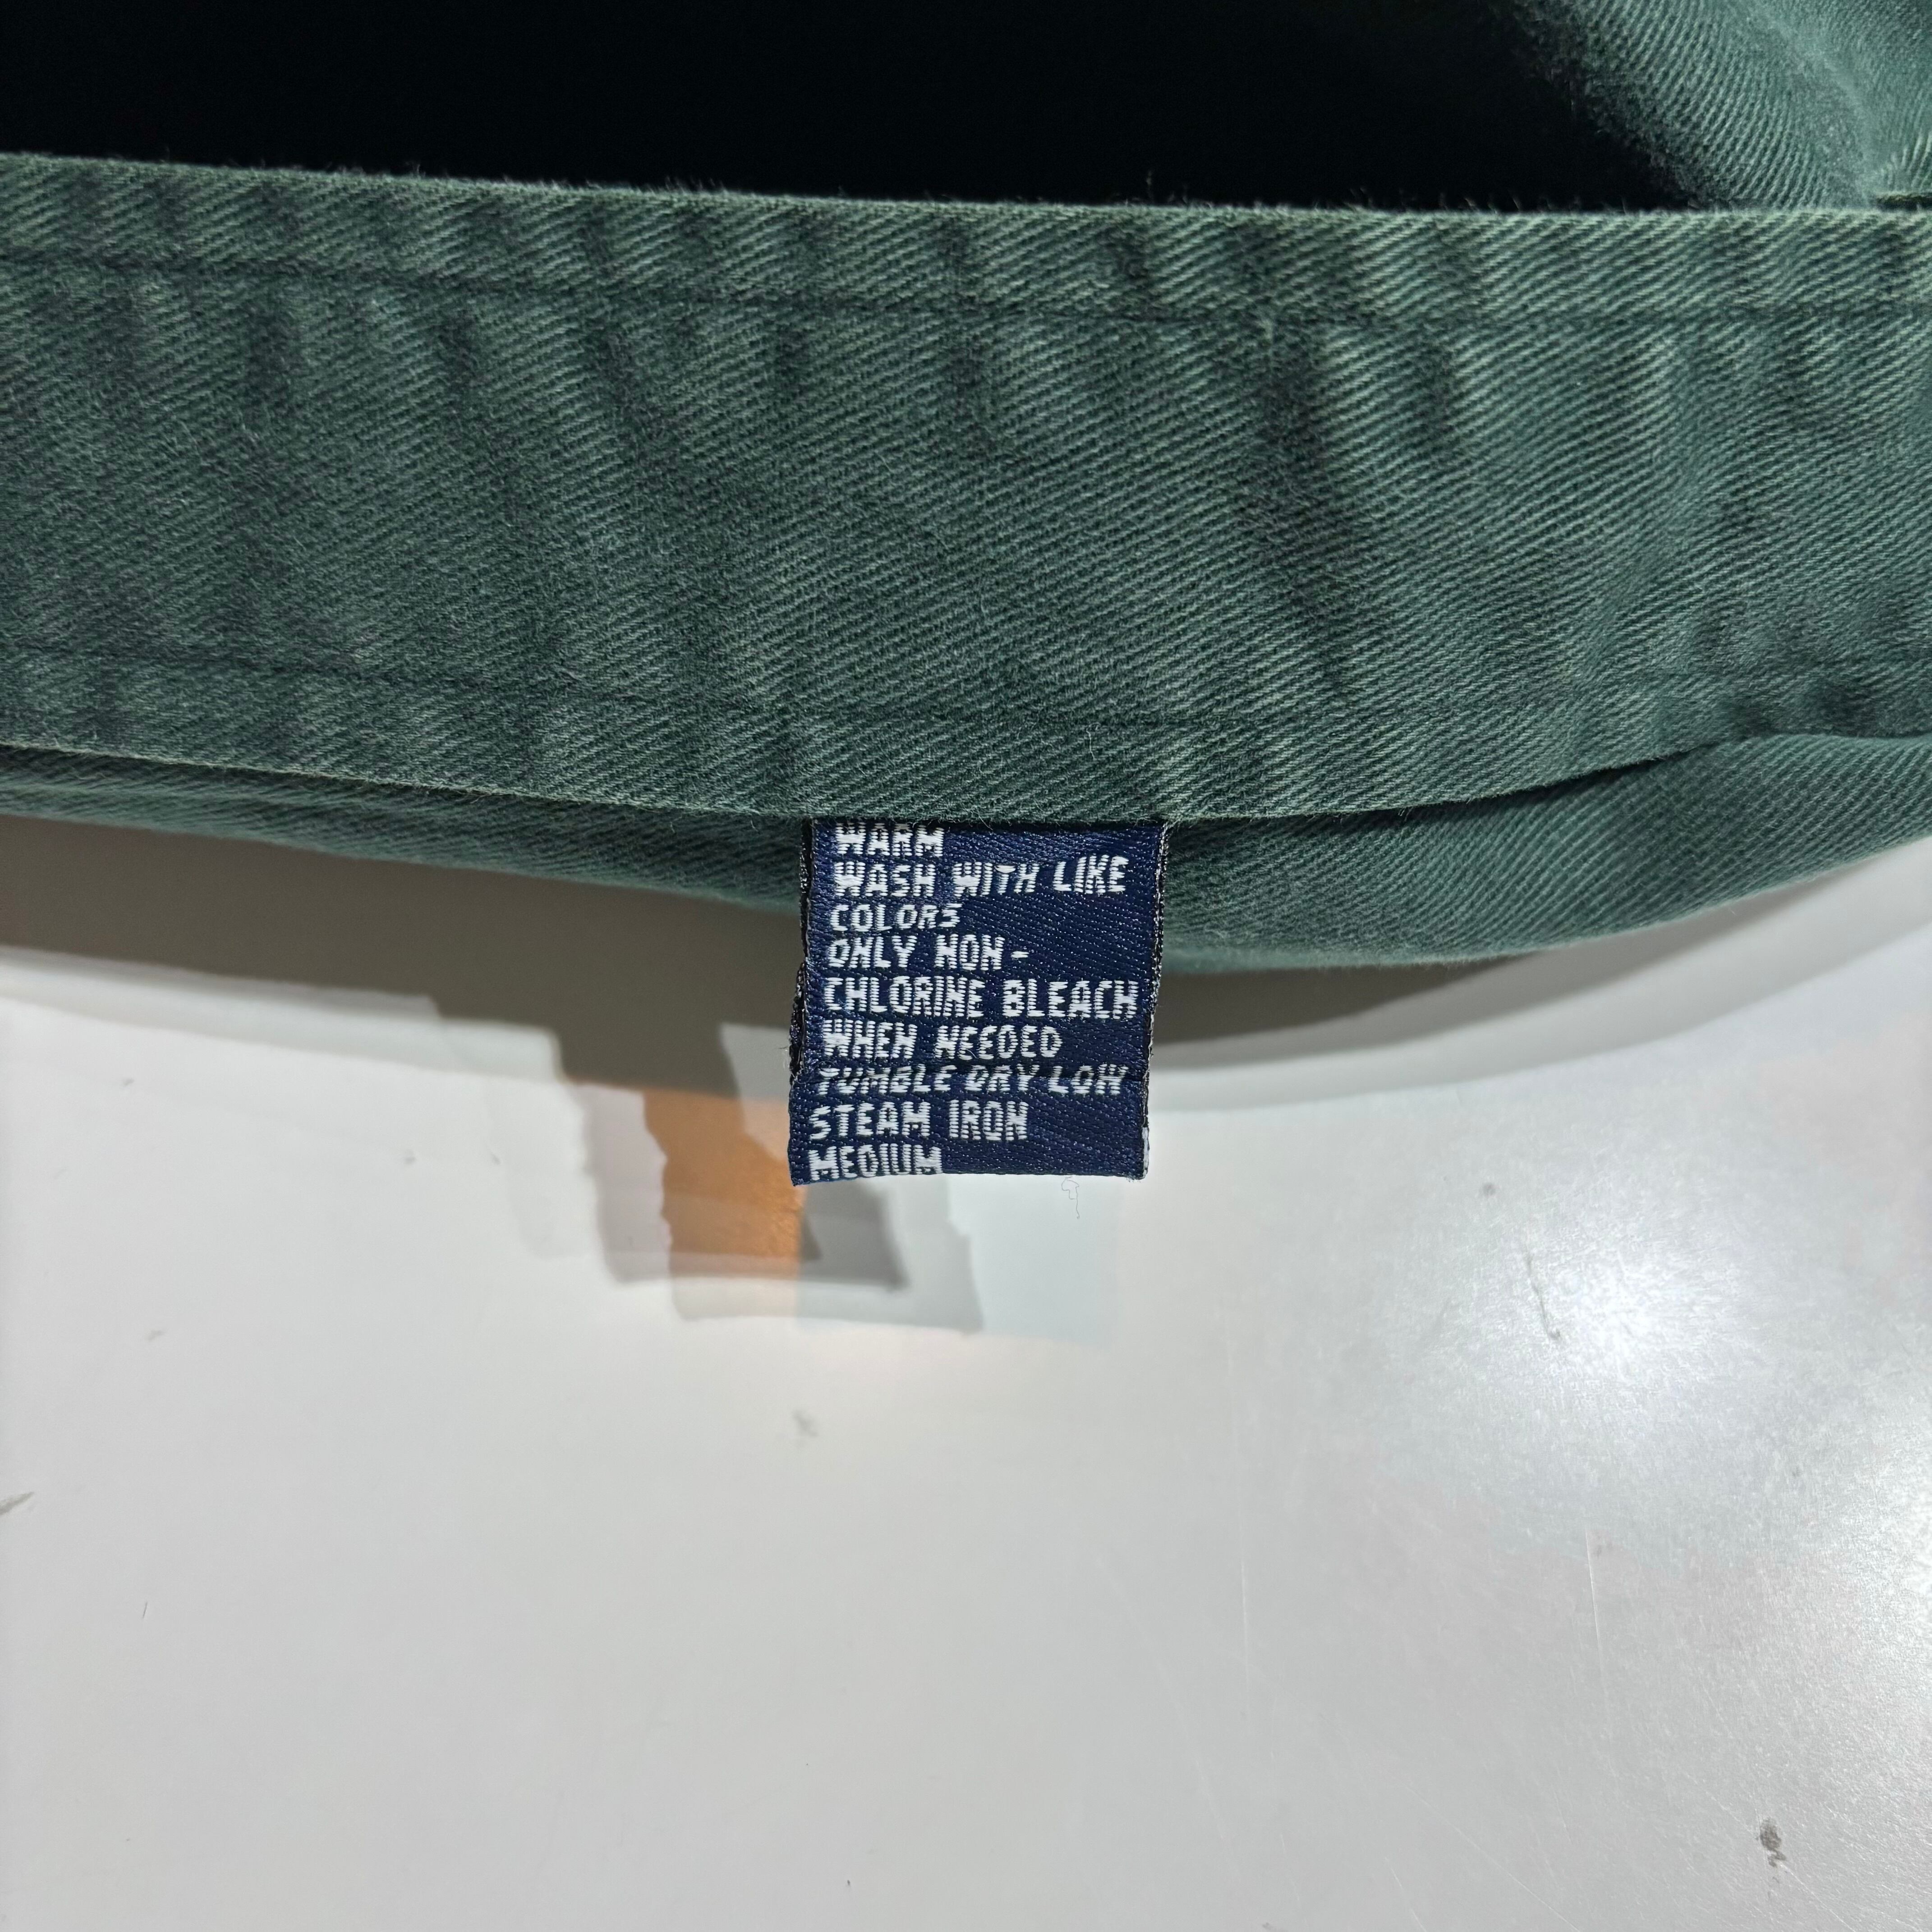 WARM
WASH WITH LIKE
COLORS
ONLY NON-
CHLORINE BLEACH
WHEN NEEDED
TUMBLE DRY LOW
STEAM IRON
MEDIUM